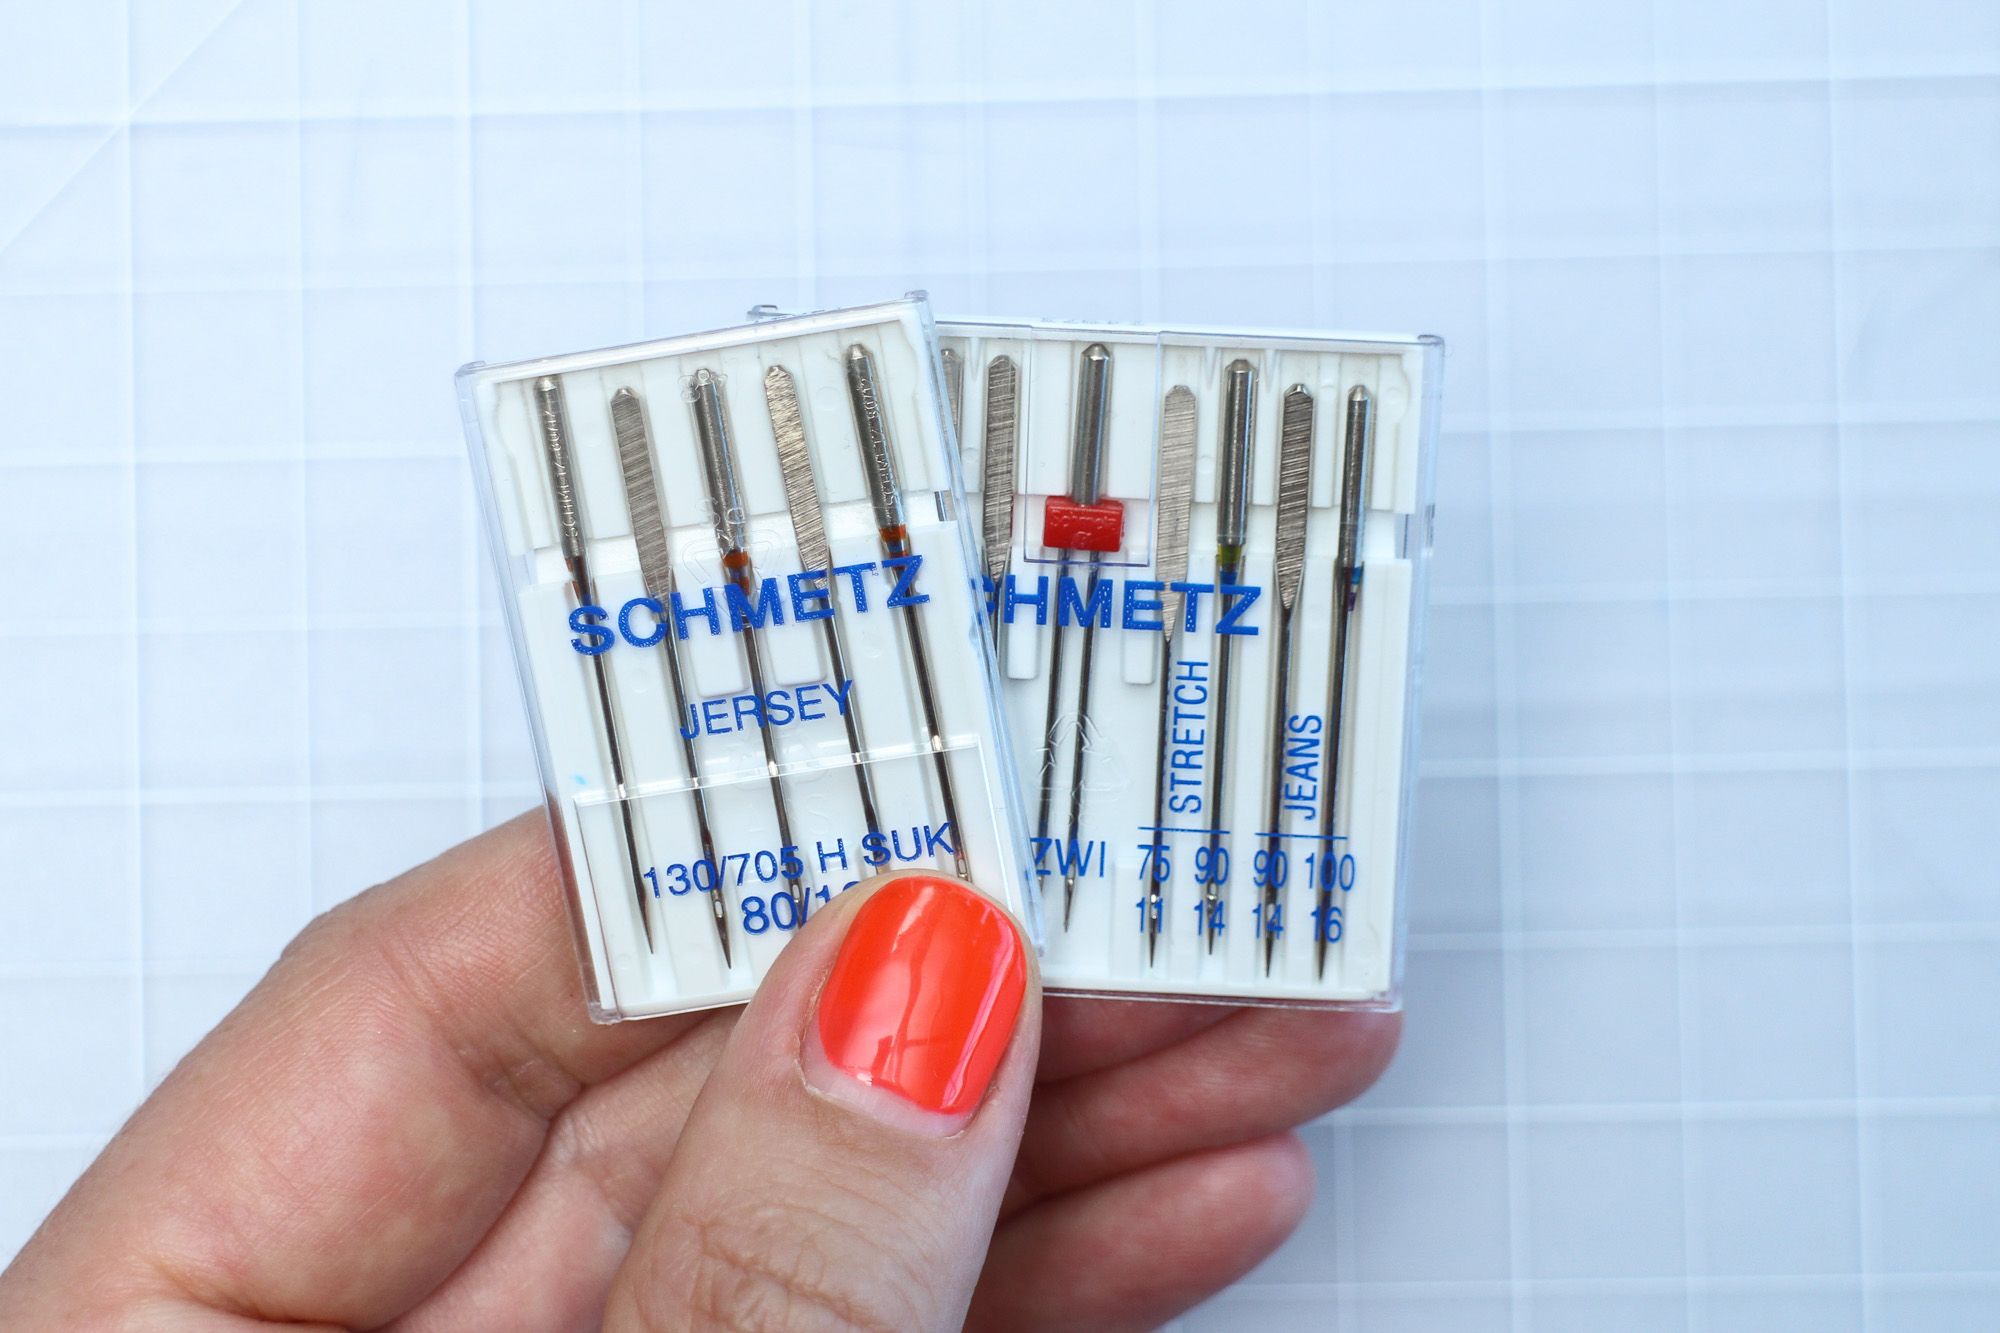 SCHMETZ
JERSEY
130/705 H SUK
SCHMETZ
STRETCH
JEANS
ZWI 75 90 90 100
11 14 14 16